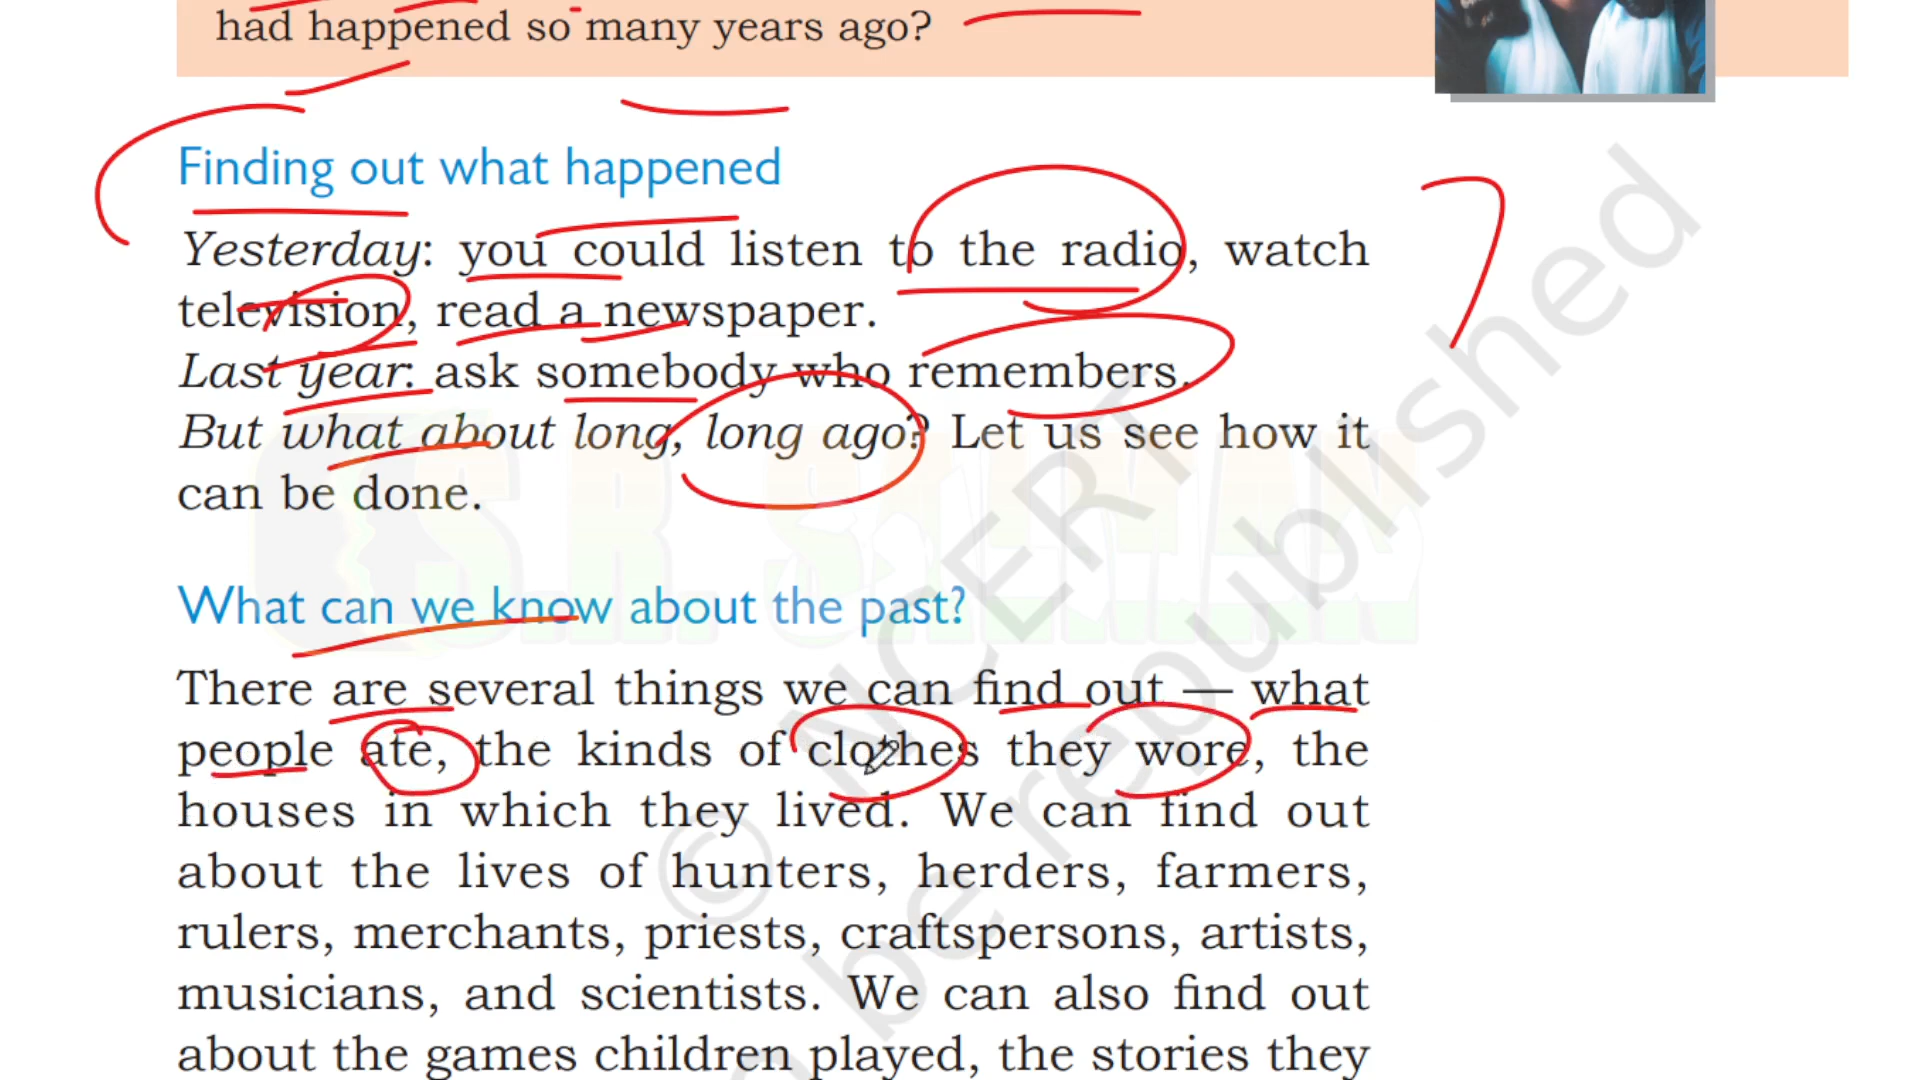 had happened so many years ago?
Finding out what happened
Yesterday: you could listen to the radio, watch
television, read a newspaper.
Last year: ask somebody who remembers.
But what about long, long ago? Let us see how it
can be done.
What can we know about the past?
There are several things we can find out — what
people ate, the kinds of clothes they wore, the
houses in which they lived. We can find out
about the lives of hunters, herders, farmers,
rulers, merchants, priests, craftspersons, artists,
musicians, and scientists. We can also find out
about the games children played, the stories they
© NCERT
be republished